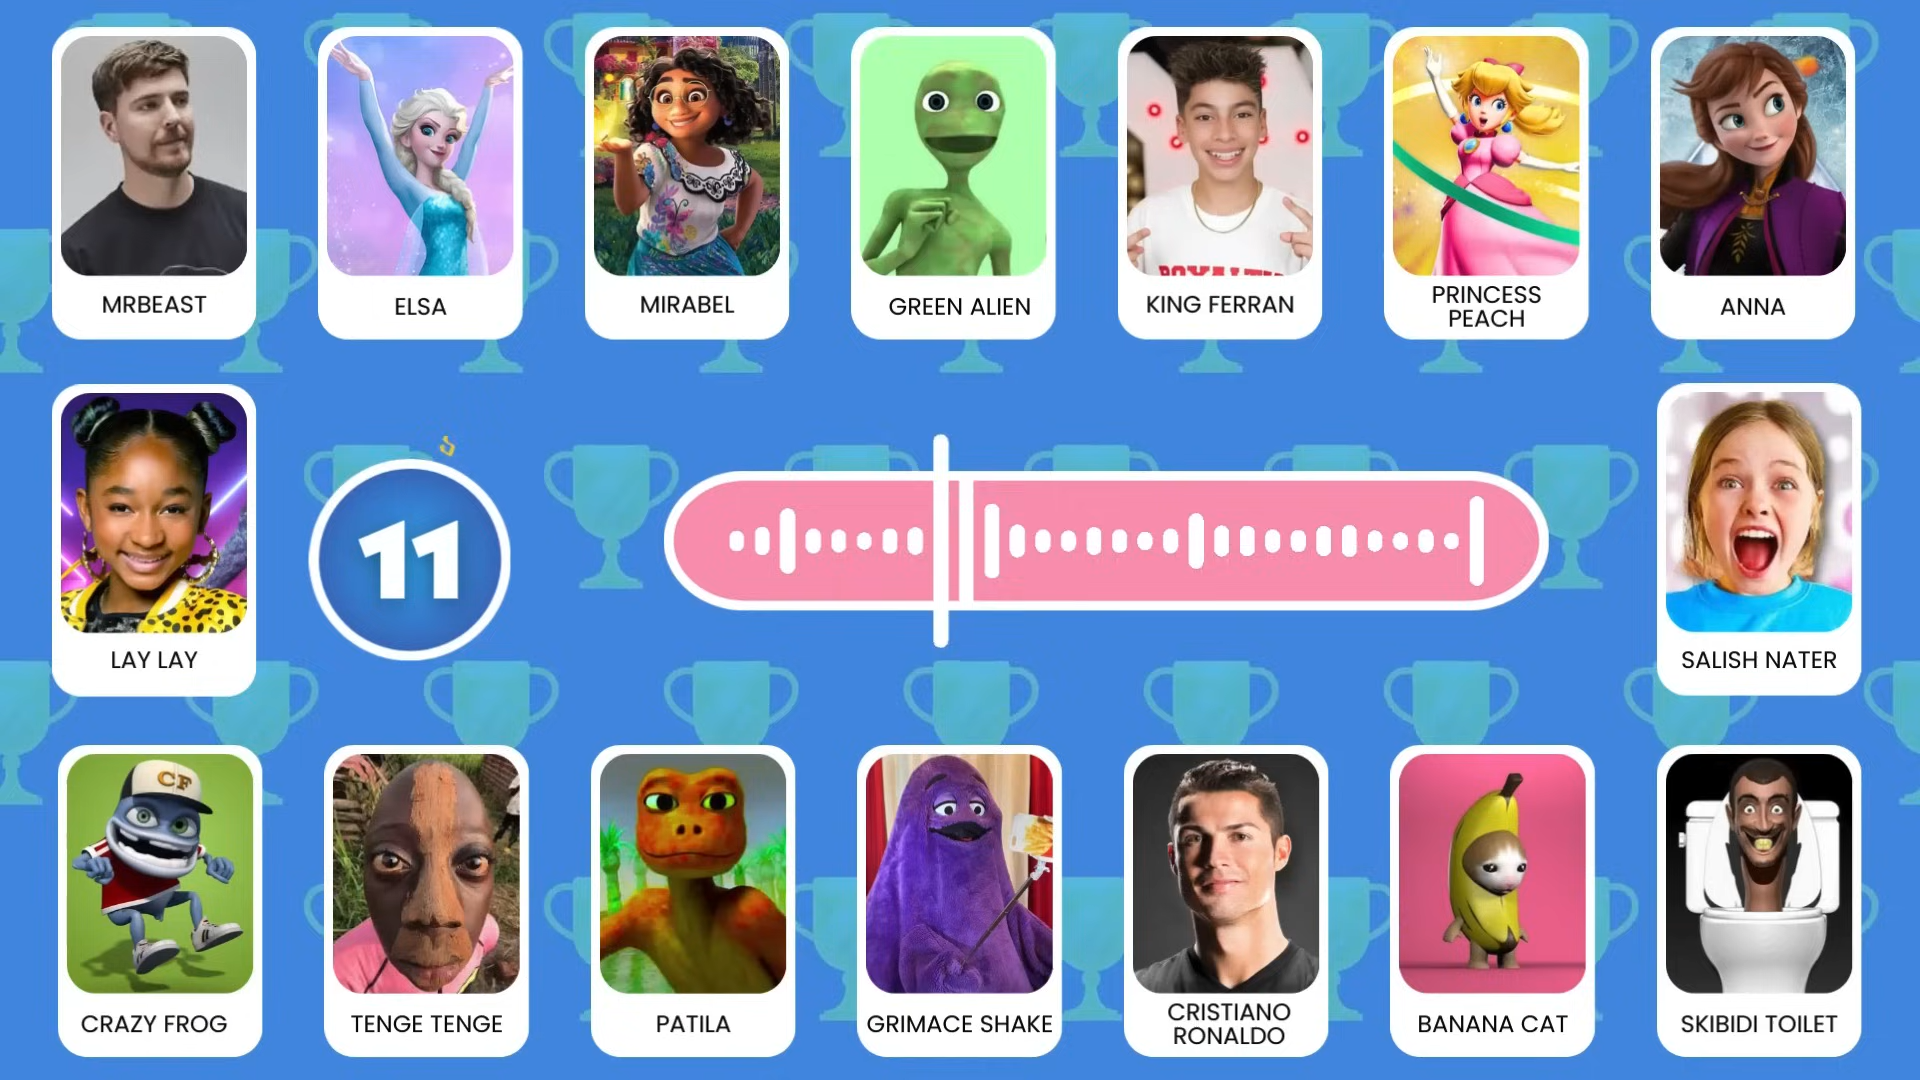 MRBEAST
ELSA
MIRABEL
GREEN ALIEN
KING FERRAN
PRINCESS
PEACH
ANNA
LAY LAY
11
SALISH NATER
CF
CRAZY FROG
TENGE TENGE
PATILA
GRIMACE SHAKE
CRISTIANO
RONALDO
BANANA CAT
SKIBIDI TOILET